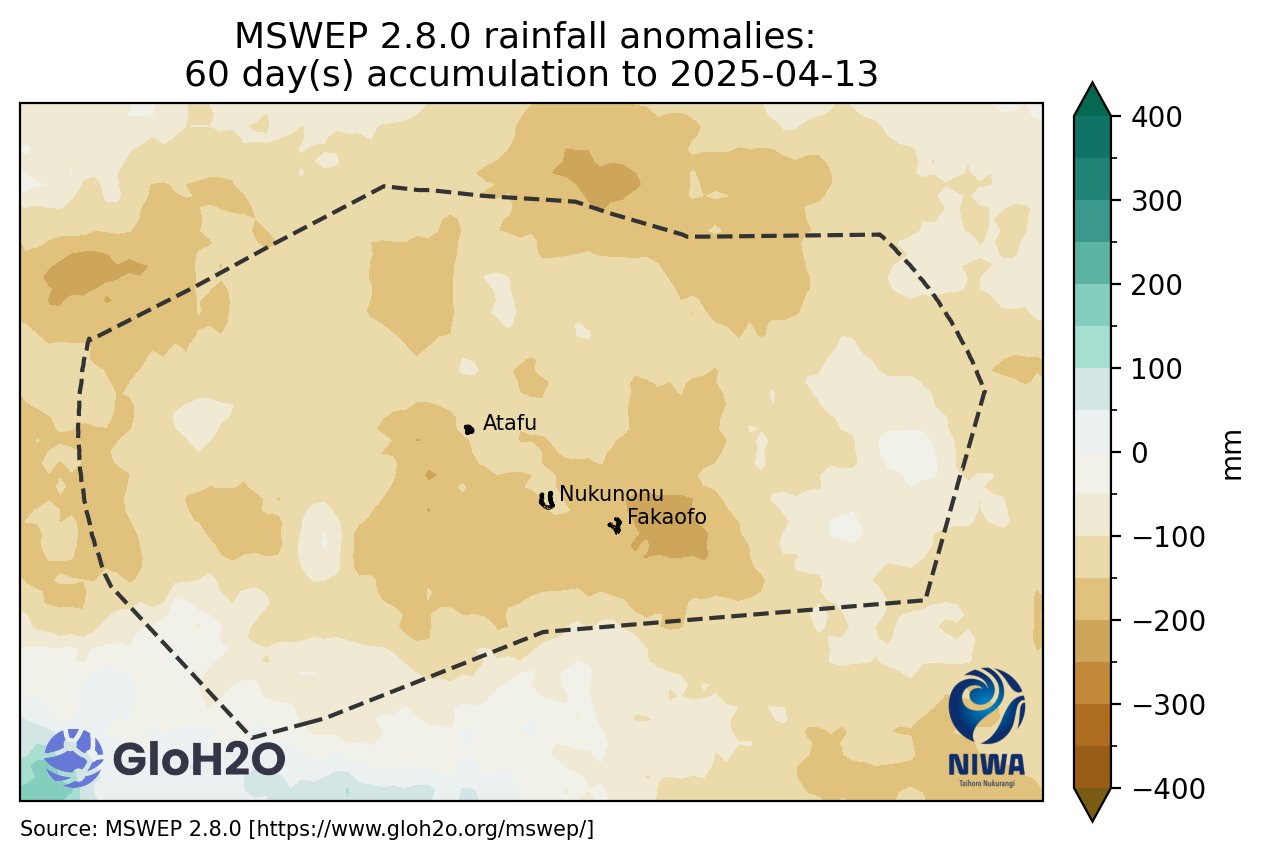 MSWEP 2.8.0 rainfall anomalies:
60 day(s) accumulation to 2025-04-13
400
300
200
100
0
−100
−200
−300
−400
mm
Atafu
Nukunonu
Fakaofo
GloH2O
NIWA
Taihoro Nukurangi
Source: MSWEP 2.8.0 [https://www.gloh2o.org/mswep/]